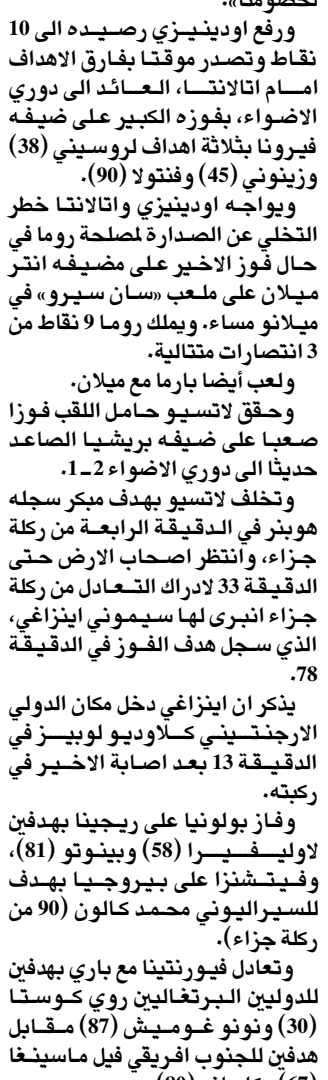 لخصومنا».
ورفع اودينيزي رصيده الى 10
نقاط وتصدر موقتا بفارق الاهداف
امام اتالانتا، العائد الى دوري
الاضواء، بفوزه الكبير على ضيفه
فيرونا بثلاثة اهداف لروسيني (38)
وزينوني (45) وفنتولا (90).
ويواجه اودينيزي واتالانتا خطر
التخلي عن الصدارة لمصلحة روما في
حال فوز الاخير على مضيفه انتر
ميلان على ملعب «سان سيرو» في
ميلانو مساء. ويملك روما 9 نقاط من
3 انتصارات متتالية.
ولعب أيضا بارما مع ميلان.
وحقق لاتسيو حامل اللقب فوزا
صعبا على ضيفه بريشيا الصاعد
حديثا الى دوري الاضواء 2 ـ 1.
وتخلف لاتسيو بهدف مبكر سجله
هوبنر في الدقيقة الرابعة من ركلة
جزاء، وانتظر اصحاب الارض حتى
الدقيقة 33 لادراك التعادل من ركلة
جزاء انبرى لها سيموني اينزاغي،
الذي سجل هدف الفوز في الدقيقة
78.
يذكر ان اينزاغي دخل مكان الدولي
الارجنتيني كلاوديو لوبيز في
الدقيقة 13 بعد اصابة الاخير في
ركبته.
وفاز بولونيا على ريجينا بهدفين
لاوليفيرا (58) وبينوتو (81)،
وفيتشنزا على بيروجيا بهدف
للسيراليوني محمد كالون (90 من
ركلة جزاء).
وتعادل فيورنتينا مع باري بهدفين
للدوليين البرتغاليين روي كوستا
(30) ونونو غوميش (87) مقابل
هدفين للجنوب افريقي فيل ماسينغا